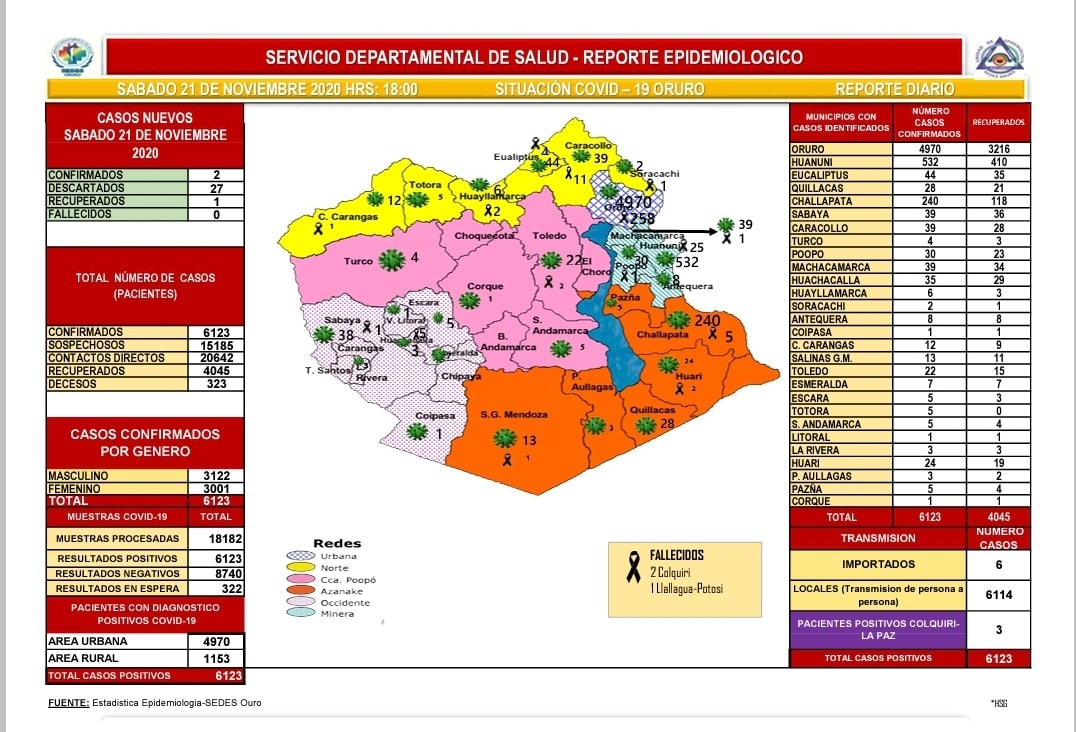 SERVICIO DEPARTAMENTAL DE SALUD - REPORTE EPIDEMIOLOGICO
SABADO 21 DE NOVIEMBRE 2020 HRS: 18:00 SITUACIÓN COVID – 19 ORURO REPORTE DIARIO
CASOS NUEVOS
SABADO 21 DE NOVIEMBRE
2020
CONFIRMADOS 2
DESCARTADOS 27
RECUPERADOS 1
FALLECIDOS 0
TOTAL NÚMERO DE CASOS
(PACIENTES)
CONFIRMADOS 6123
SOSPECHOSOS 15185
CONTACTOS DIRECTOS 20642
RECUPERADOS 4045
DECESOS 323
CASOS CONFIRMADOS
POR GENERO
MASCULINO 3122
FEMENINO 3001
TOTAL 6123
MUESTRAS COVID-19 TOTAL
MUESTRAS PROCESADAS 18182
RESULTADOS POSITIVOS 6123
RESULTADOS NEGATIVOS 8740
RESULTADOS EN ESPERA 322
PACIENTES CON DIAGNOSTICO
POSITIVOS COVID-19
AREA URBANA 4970
AREA RURAL 1153
TOTAL CASOS POSITIVOS 6123
Caracollo
39
4
Eualiptus
44
11
2
Soracachi
1
Totora
12
5
6
Huayllamarca
2
C. Carangas
1
4970
258
39
1
Choquecota
Toledo
Machacamarca
Huanuni
25
532
Turco
4
22
2
El
Choro
Poopó
30
1
8
Antequera
Corque
1
Pazña
5
Escara
5
Sabaya
38
1
V. Litoral
Carangas
3
T. Santos
Rivera
Chipaya
B.
Andamarca
S.
Andamarca
5
240
Challapata
5
24
Huari
2
P.
Aullagas
3
Quillacas
28
Coipasa
1
S.G. Mendoza
13
1
Redes
Urbana
Norte
Cca. Poopó
Azanake
Occidente
Minera
FALLECIDOS
2 Colquiri
1 Llallagua-Potosi
MUNICIPIOS CON
CASOS IDENTIFICADOS
NÚMERO
CASOS
CONFIRMADOS
RECUPERADOS
ORURO 4970 3216
HUANUNI 532 410
EUCALIPTUS 44 35
QUILLACAS 28 21
CHALLAPATA 240 118
SABAYA 39 36
CARACOLLO 39 28
TURCO 4 3
POOPO 30 23
MACHACAMARCA 39 34
HUACHACALLA 35 29
HUAYLLAMARCA 6 3
SORACACHI 2 1
ANTEQUERA 8 8
COIPASA 1 1
C. CARANGAS 12 9
SALINAS G.M. 13 11
TOLEDO 22 15
ESMERALDA 7 7
ESCARA 5 3
TOTORA 5 0
S. ANDAMARCA 5 4
LITORAL 1 1
LA RIVERA 3 3
HUARI 24 19
P. AULLAGAS 3 2
PAZÑA 5 4
CORQUE 1 1
TOTAL 6123 4045
TRANSMISION NUMERO
CASOS
IMPORTADOS 6
LOCALES (Transmision de persona a
persona) 6114
PACIENTES POSITIVOS COLQUIRI-
LA PAZ 3
TOTAL CASOS POSITIVOS 6123
FUENTE: Estadistica Epidemiología-SEDES Ouro
*HSG